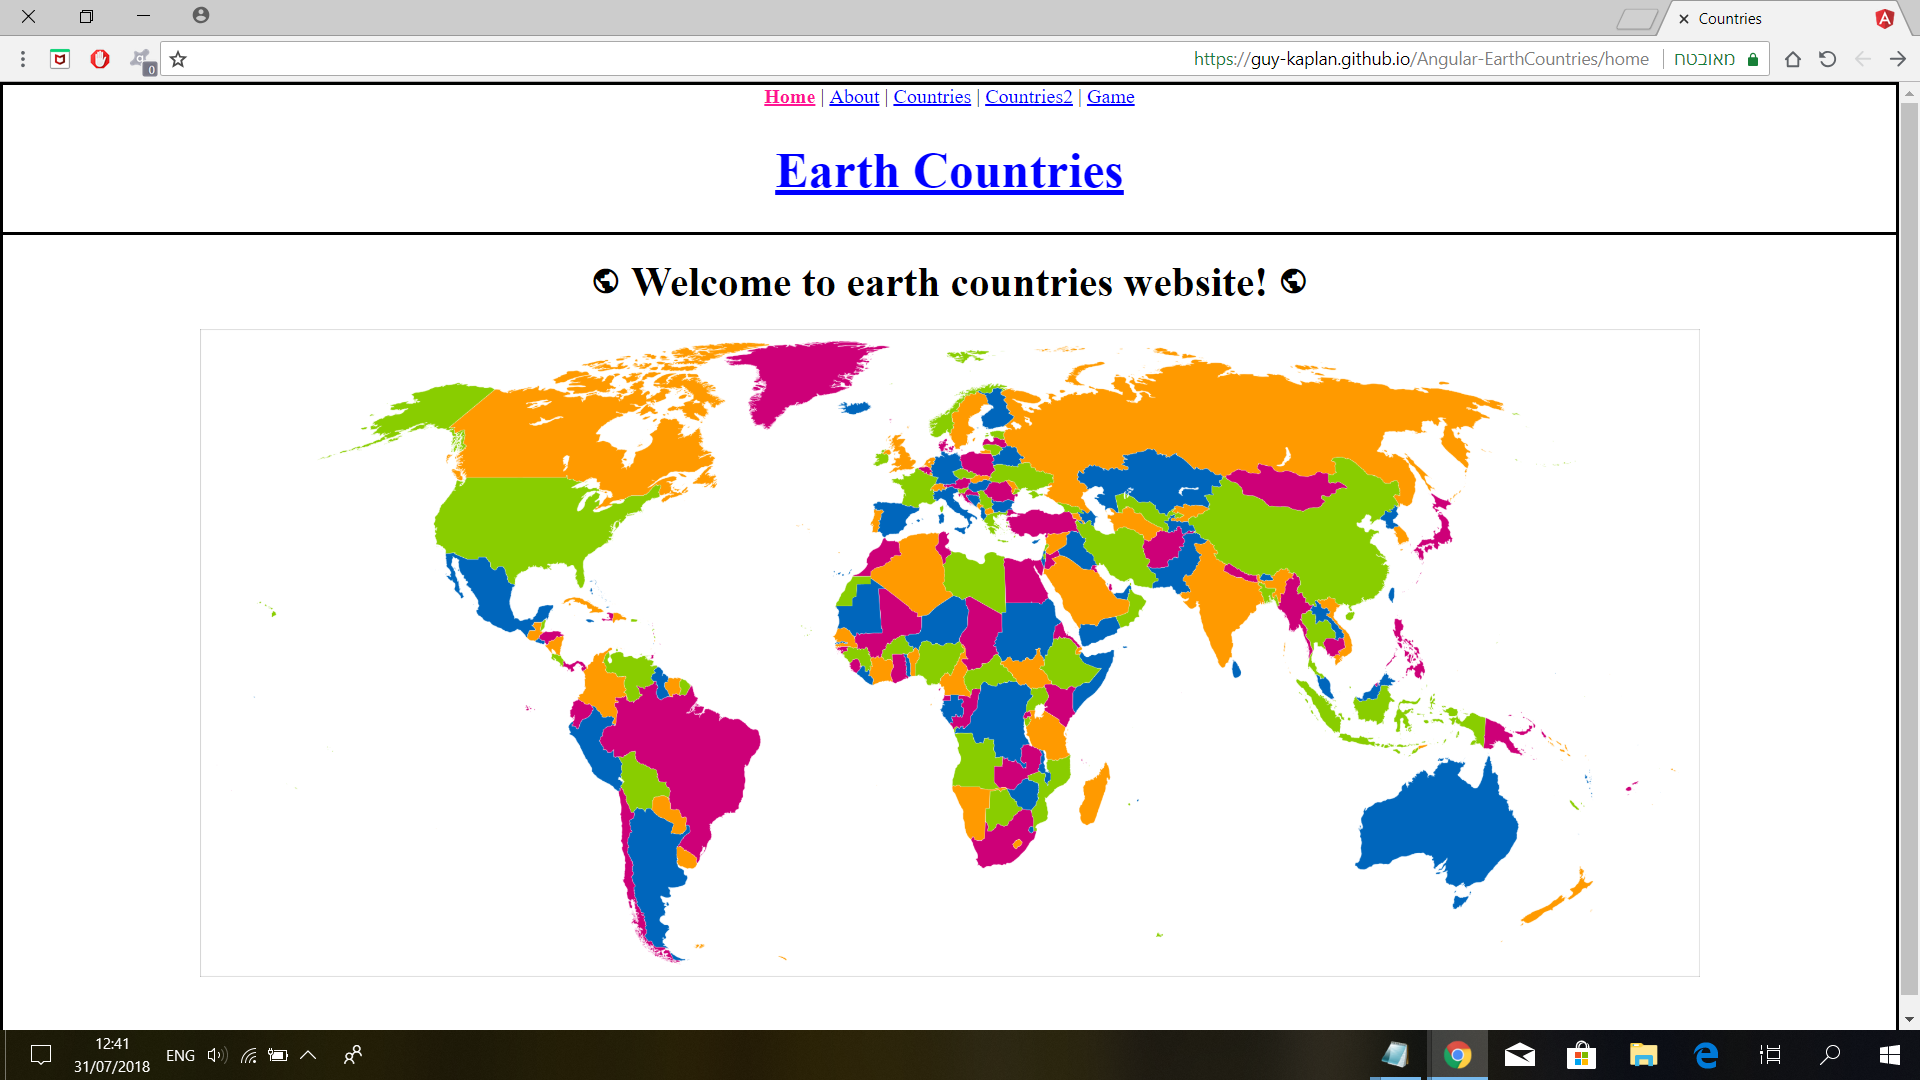 Countries
https://guy-kaplan.github.io/Angular-EarthCountries/home מאובטח
0
Home | About | Countries | Countries2 | Game
Earth Countries
Welcome to earth countries website!
12:41
ENG
31/07/2018